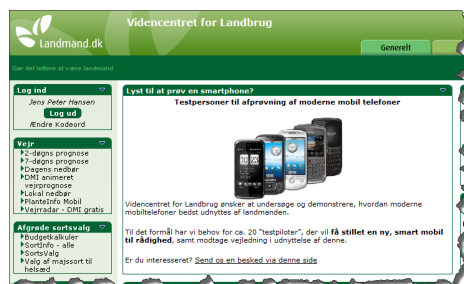 Videncentret for Landbrug
Landmand.dk
Generelt
Gør det lettere at være landmand
Log ind
Jens Peter Hansen
Log ud
Ændre Kodeord
Vejr
2-døgns prognose
7-døgns prognose
Dagens nedbør
DMI animeret
vejrprognose
Lokal nedbør
PlanteInfo Mobil
Vejrradar - DMI gratis
Afgrøde sortsvalg
Budgetkalkuler
SortInfo - alle
SortsValg
Valg af majssort til
helsæd
Lyst til at prøv en smartphone?
Testpersoner til afprøvning af moderne mobil telefoner
Videncentret for Landbrug ønsker at undersøge og demonstrere, hvordan moderne
mobiltelefoner bedst udnyttes af landmanden.
Til det formål har vi behov for ca. 20 "testpiloter", der vil få stillet en ny, smart mobil
til rådighed, samt modtage vejledning i udnyttelse af denne.
Er du interesseret? Send os en besked via denne side